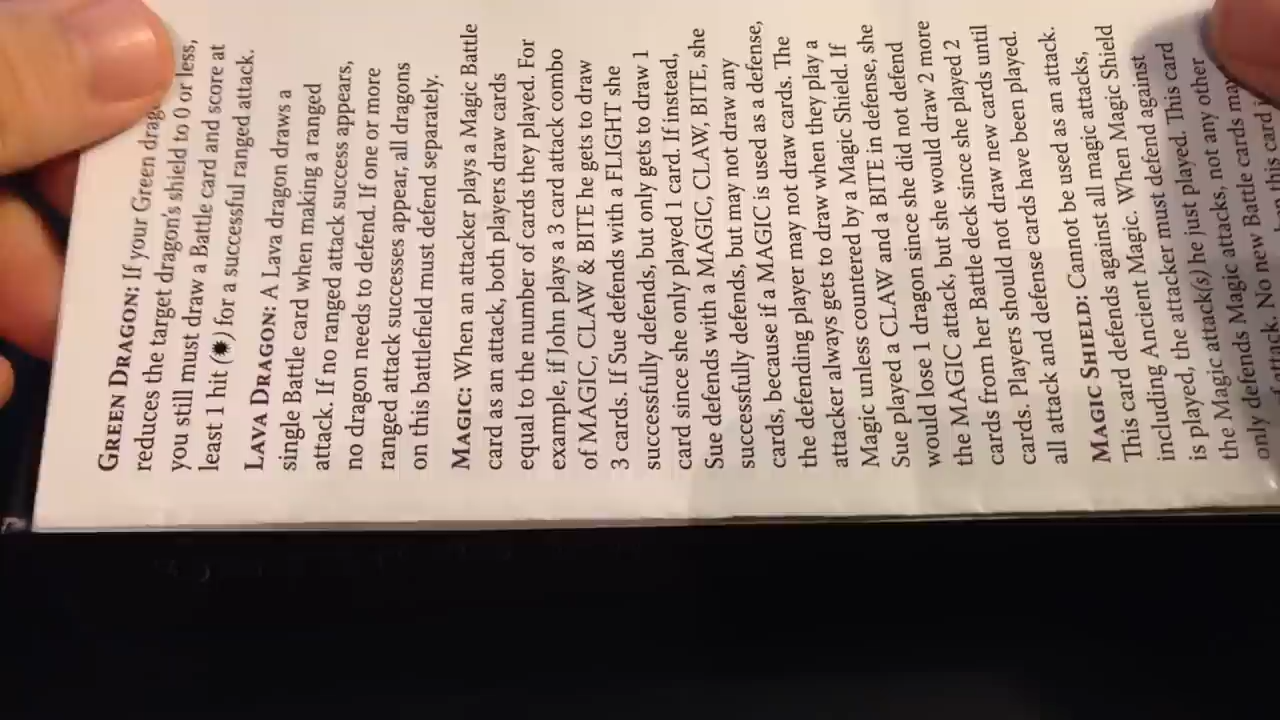 GREEN DRAGON: If your Green
reduces the target dragon's shield to 0 or less,
you still must draw a Battle card and score at
least 1 hit (✷) for a successful ranged attack.
LAVA DRAGON: A Lava dragon draws a
single Battle card when making a ranged
attack. If no ranged attack success appears,
no dragon needs to defend. If one or more
ranged attack successes appear, all dragons
on this battlefield must defend separately.
MAGIC: When an attacker plays a Magic Battle
card as an attack, both players draw cards
equal to the number of cards they played. For
example, if John plays a 3 card attack combo
of MAGIC, CLAW & BITE he gets to draw
3 cards. If Sue defends with a FLIGHT she
successfully defends, but only gets to draw 1
card since she only played 1 card. If instead,
Sue defends with a MAGIC, CLAW, BITE, she
successfully defends, but may not draw any
cards, because if a MAGIC is used as a defense,
the defending player may not draw cards. The
attacker always gets to draw when they play a
Magic unless countered by a Magic Shield. If
Sue played a CLAW and a BITE in defense, she
would lose 1 dragon since she did not defend
the MAGIC attack, but she would draw 2 more
cards from her Battle deck since she played 2
cards. Players should not draw new cards until
all attack and defense cards have been played.
MAGIC SHIELD: Cannot be used as an attack.
This card defends against all magic attacks,
including Ancient Magic. When Magic Shield
is played, the attacker must defend against
the Magic attack(s) he just played. This card
only defends Magic attacks, not any other
attack. No new Battle cards may
this card